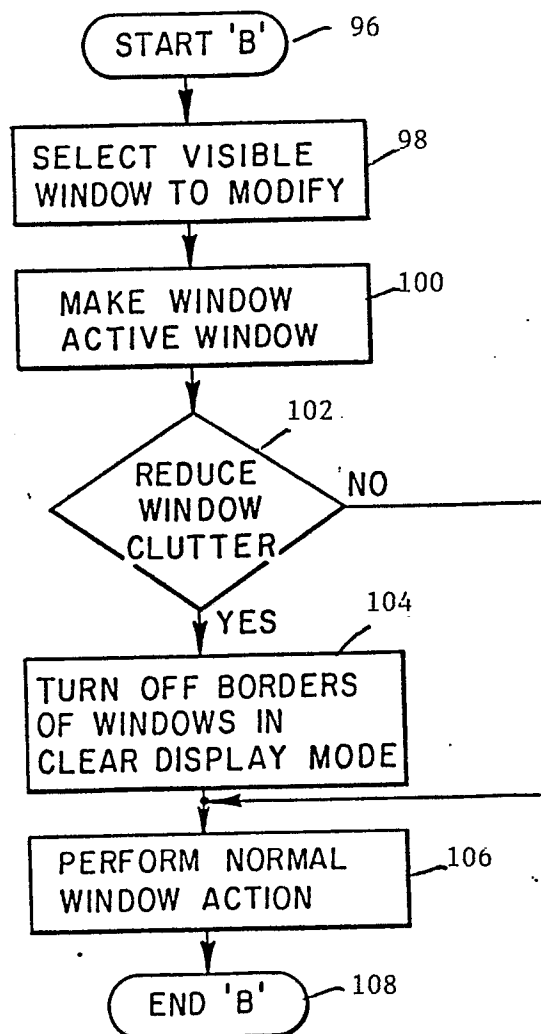 START 'B'
96
SELECT VISIBLE
WINDOW TO MODIFY
98
MAKE WINDOW
ACTIVE WINDOW
100
102
REDUCE
WINDOW
CLUTTER
NO
YES
104
TURN OFF BORDERS
OF WINDOWS IN
CLEAR DISPLAY MODE
PERFORM NORMAL
WINDOW ACTION
106
END 'B'
108